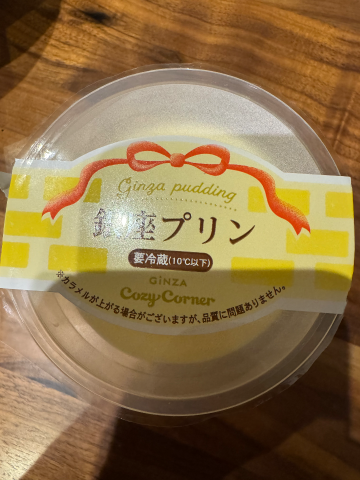 Ginza pudding
銀座プリン
要冷蔵(10℃以下)
GINZA
Cozy Corner
※カラメルが上がる場合がございますが、品質に問題ありません。